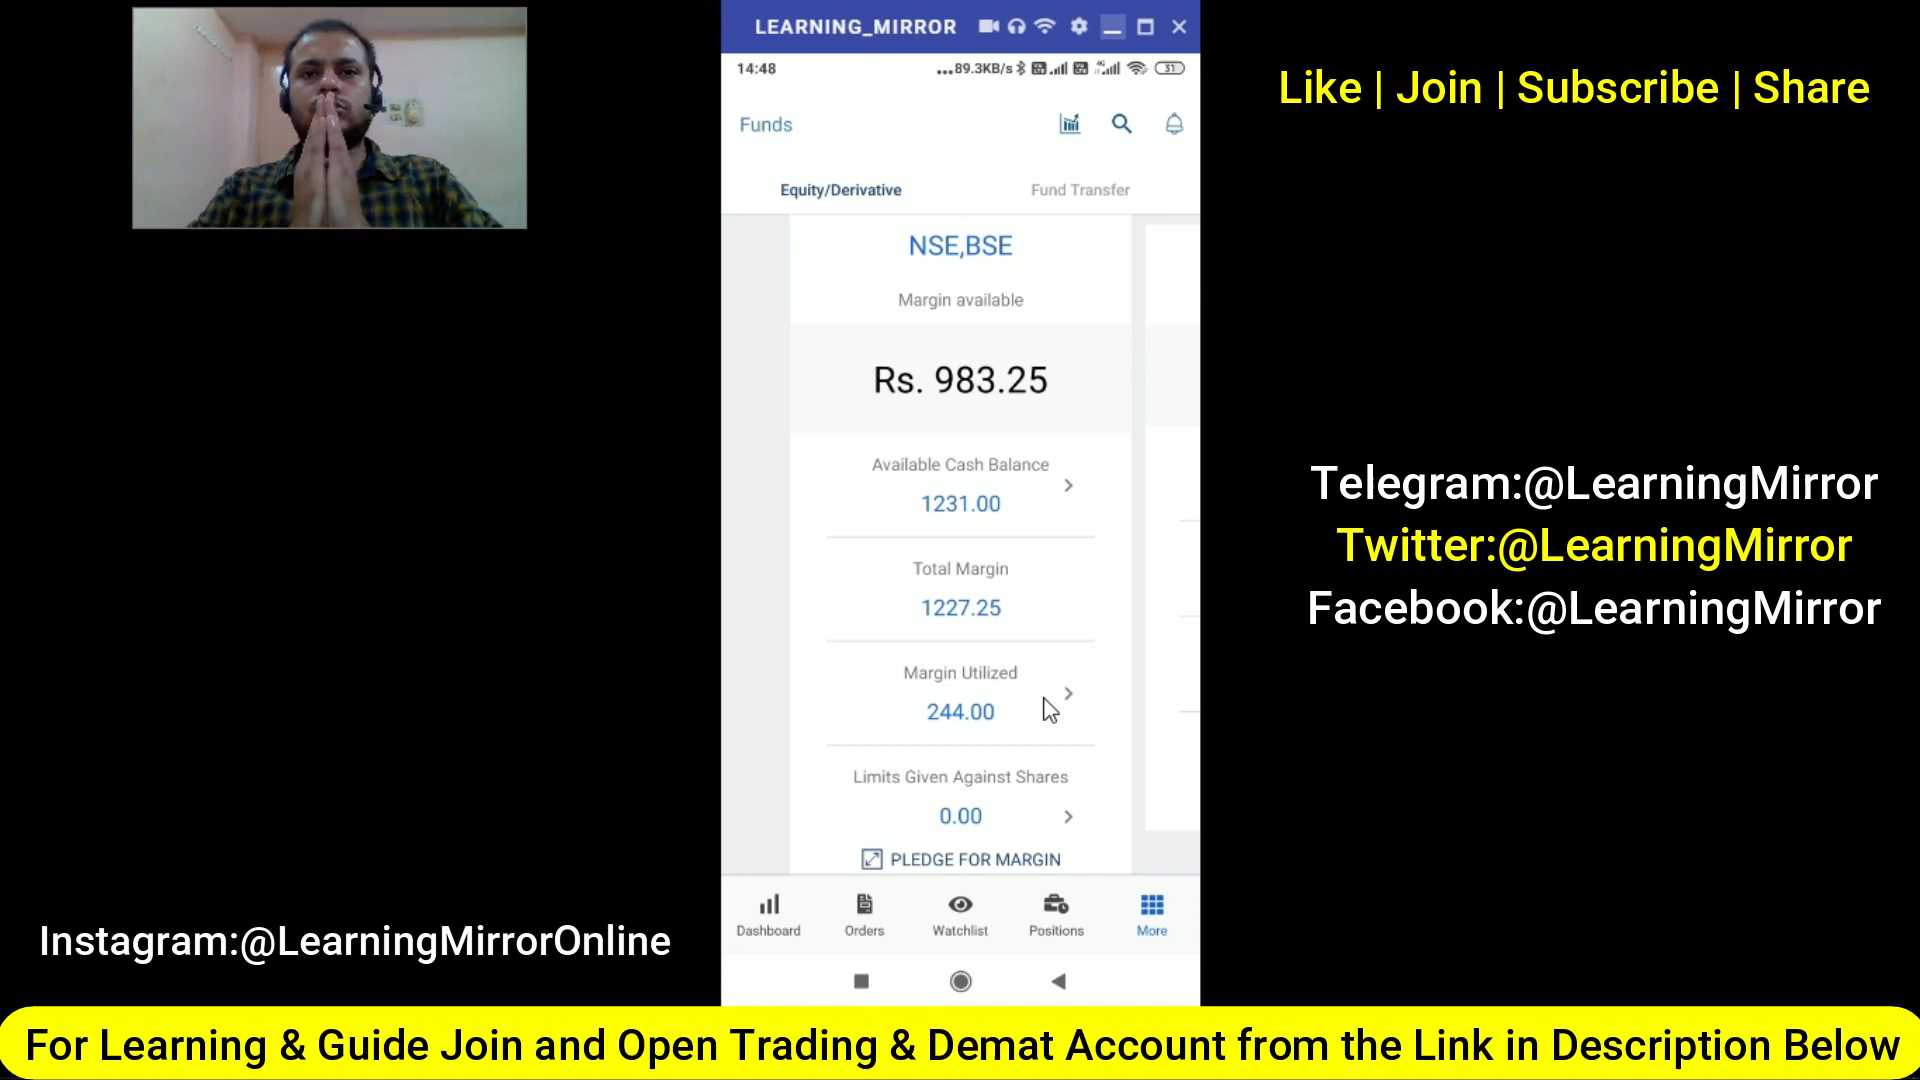 LEARNING_MIRROR
Like | Join | Subscribe | Share
14:48
...89.3KB/s
4G
31
Funds
Equity/Derivative
Fund Transfer
NSE,BSE
Margin available
Rs. 983.25
Available Cash Balance
1231.00
Total Margin
1227.25
Margin Utilized
244.00
Limits Given Against Shares
0.00
PLEDGE FOR MARGIN
Dashboard
Orders
Watchlist
Positions
More
Telegram:@LearningMirror
Twitter:@LearningMirror
Facebook:@LearningMirror
Instagram:@LearningMirrorOnline
For Learning & Guide Join and Open Trading & Demat Account from the Link in Description Below